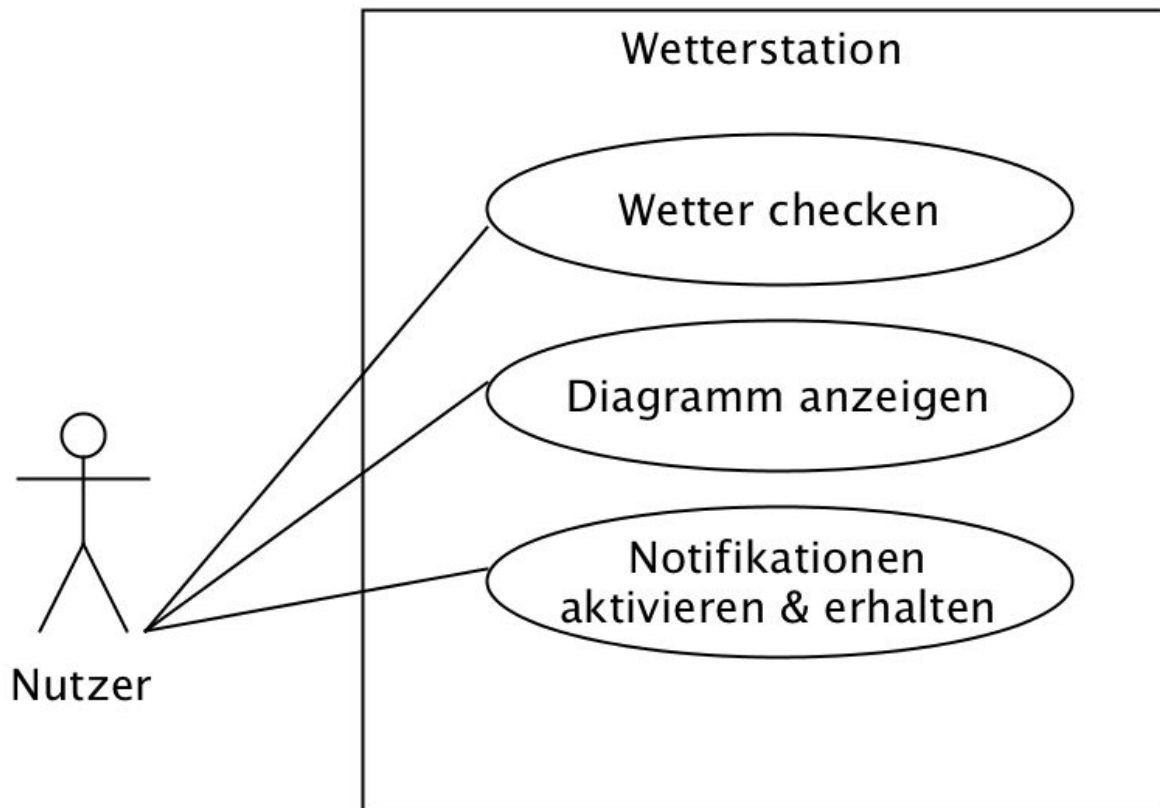 Wetterstation
Wetter checken
Diagramm anzeigen
Notifikationen
aktivieren & erhalten
Nutzer